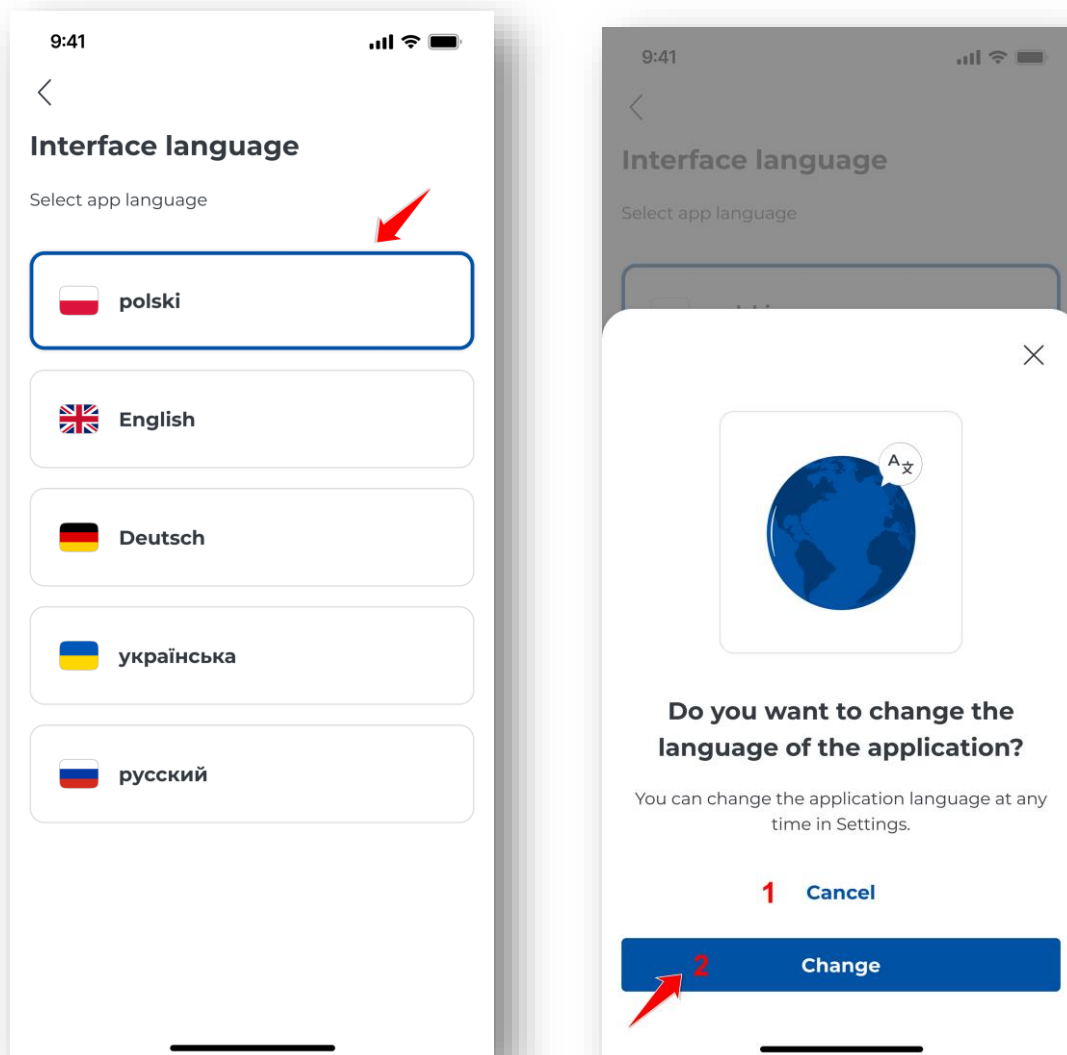 9:41
Interface language
Select app language
polski
English
Deutsch
українська
русский
9:41
Interface language
Select app language
A文
Do you want to change the
language of the application?
You can change the application language at any
time in Settings.
1 Cancel
2 Change